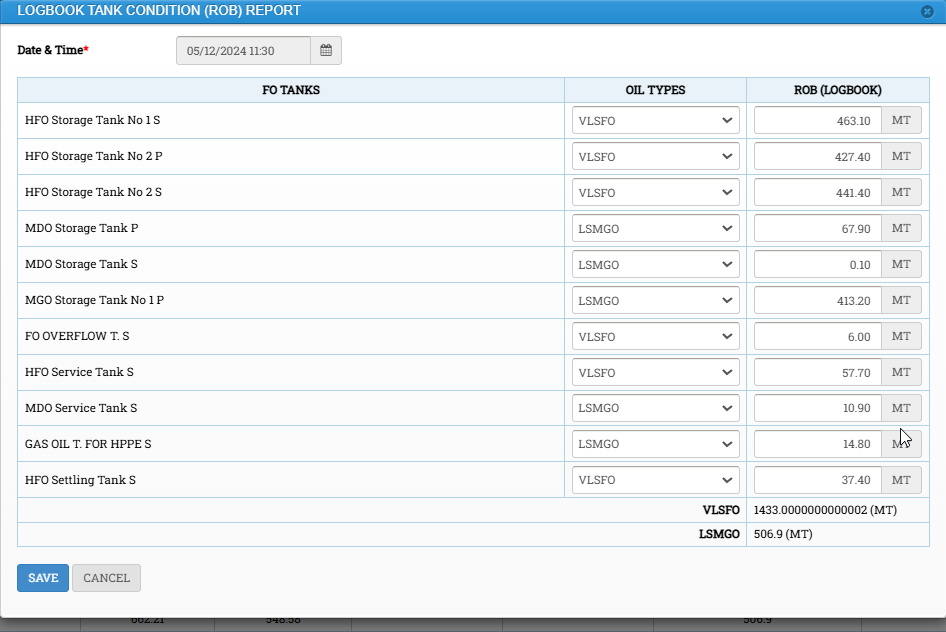 LOGBOOK TANK CONDITION (ROB) REPORT
Date & Time* 05/12/2024 11:30
FO TANKS OIL TYPES ROB (LOGBOOK)
HFO Storage Tank No 1 S VLSFO 463.10 MT
HFO Storage Tank No 2 P VLSFO 427.40 MT
HFO Storage Tank No 2 S VLSFO 441.40 MT
MDO Storage Tank P LSMGO 67.90 MT
MDO Storage Tank S LSMGO 0.10 MT
MGO Storage Tank No 1 P LSMGO 413.20 MT
FO OVERFLOW T. S VLSFO 6.00 MT
HFO Service Tank S VLSFO 57.70 MT
MDO Service Tank S LSMGO 10.90 MT
GAS OIL T. FOR HPPE S LSMGO 14.80 MT
HFO Settling Tank S VLSFO 37.40 MT
VLSFO 1433.0000000000002 (MT)
LSMGO 506.9 (MT)
SAVE CANCEL
662.21 548.58 506.9